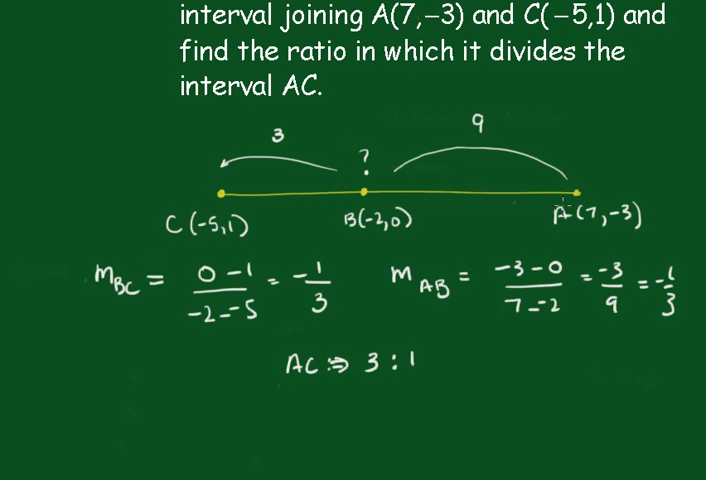 interval joining A(7,−3) and C(−5,1) and
find the ratio in which it divides the
interval AC.
3 ? 9
C(-5,1) B(-2,0) A(7,-3)
m_BC = (0-1)/(-2--5) = -1/3 m_AB = (-3-0)/(7--2) = -3/9 = -1/3
AC ⇒ 3:1